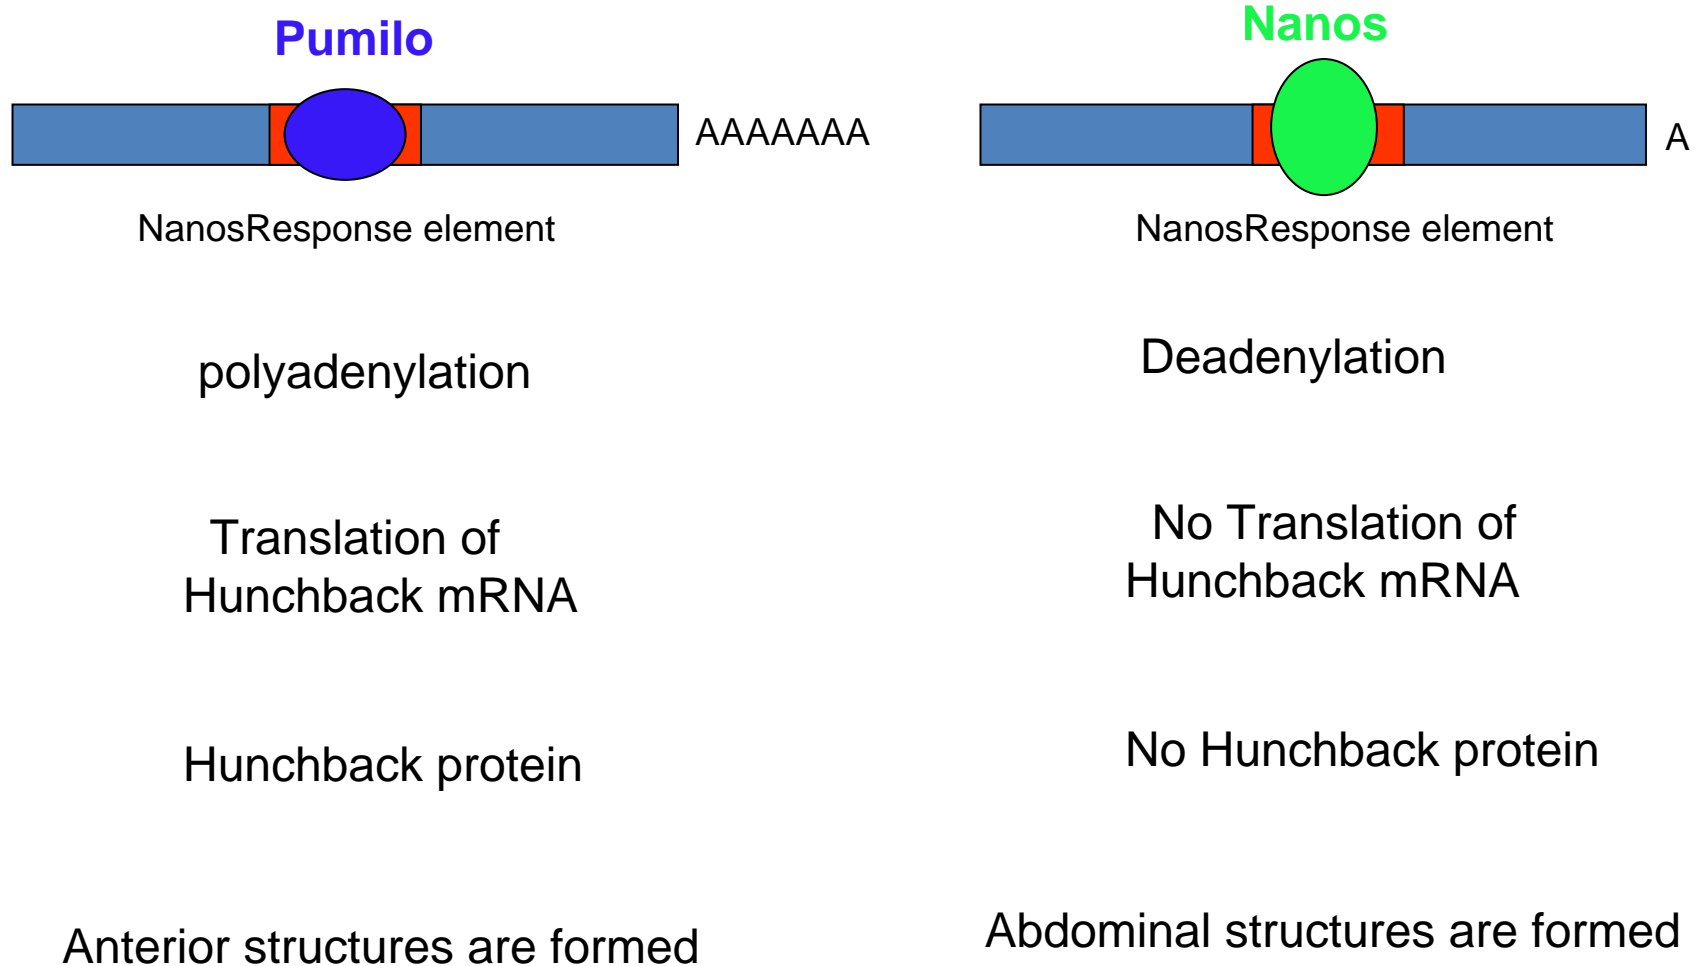 Pumilo
AAAAAAA
NanosResponse element
polyadenylation
Translation of
Hunchback mRNA
Hunchback protein
Anterior structures are formed
Nanos
A
NanosResponse element
Deadenylation
No Translation of
Hunchback mRNA
No Hunchback protein
Abdominal structures are formed